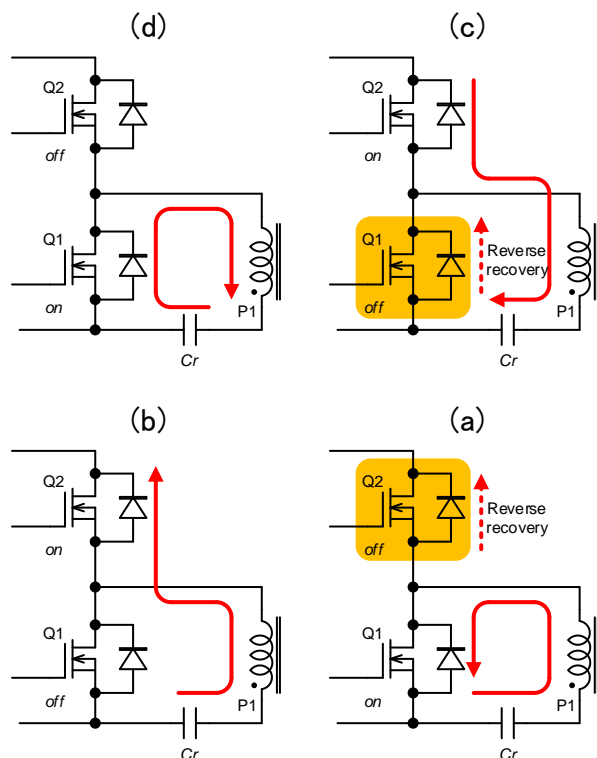 (d)
Q2
off
Q1
on
P1
Cr
(c)
Q2
on
Q1
off
Reverse
recovery
P1
Cr
(b)
Q2
on
Q1
off
P1
Cr
(a)
Q2
off
Reverse
recovery
Q1
on
P1
Cr